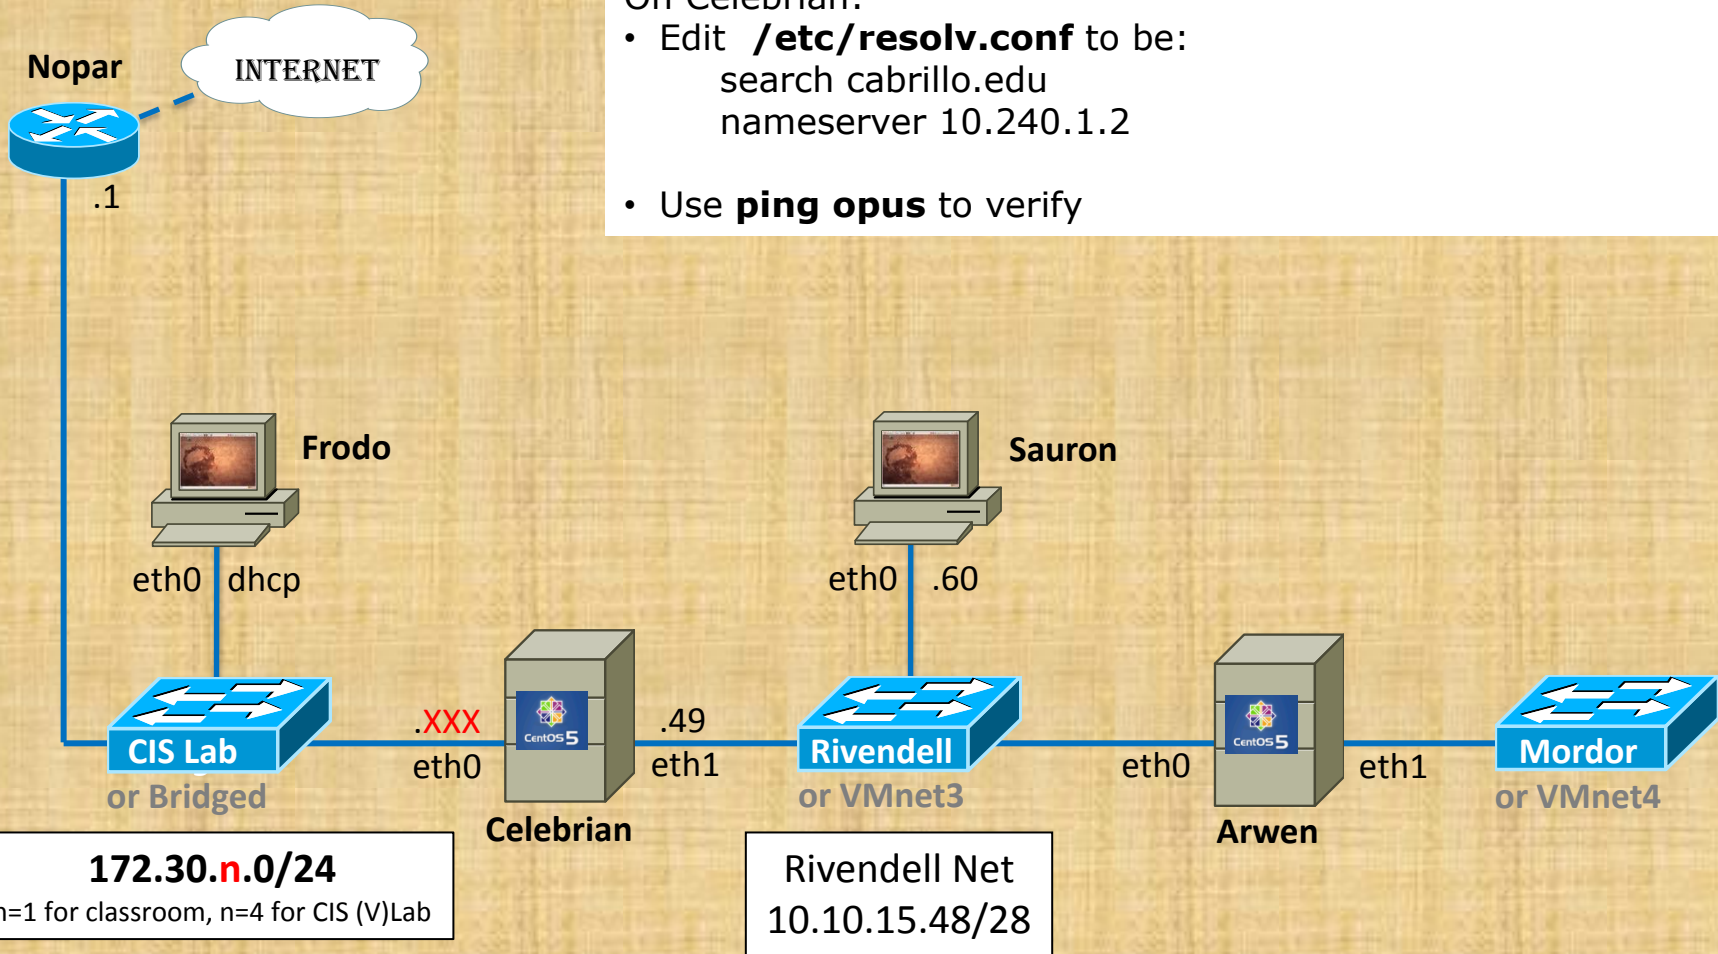 On Celebrian:
• Edit /etc/resolv.conf to be:
search cabrillo.edu
nameserver 10.240.1.2
• Use ping opus to verify
Nopar
INTERNET
.1
Frodo
eth0 dhcp
Sauron
eth0 .60
CIS Lab
or Bridged
.XXX
eth0
CentOS 5
Celebrian
.49
eth1
Rivendell
or VMnet3
eth0
CentOS 5
Arwen
eth1
Mordor
or VMnet4
172.30.n.0/24
n=1 for classroom, n=4 for CIS (V)Lab
Rivendell Net
10.10.15.48/28